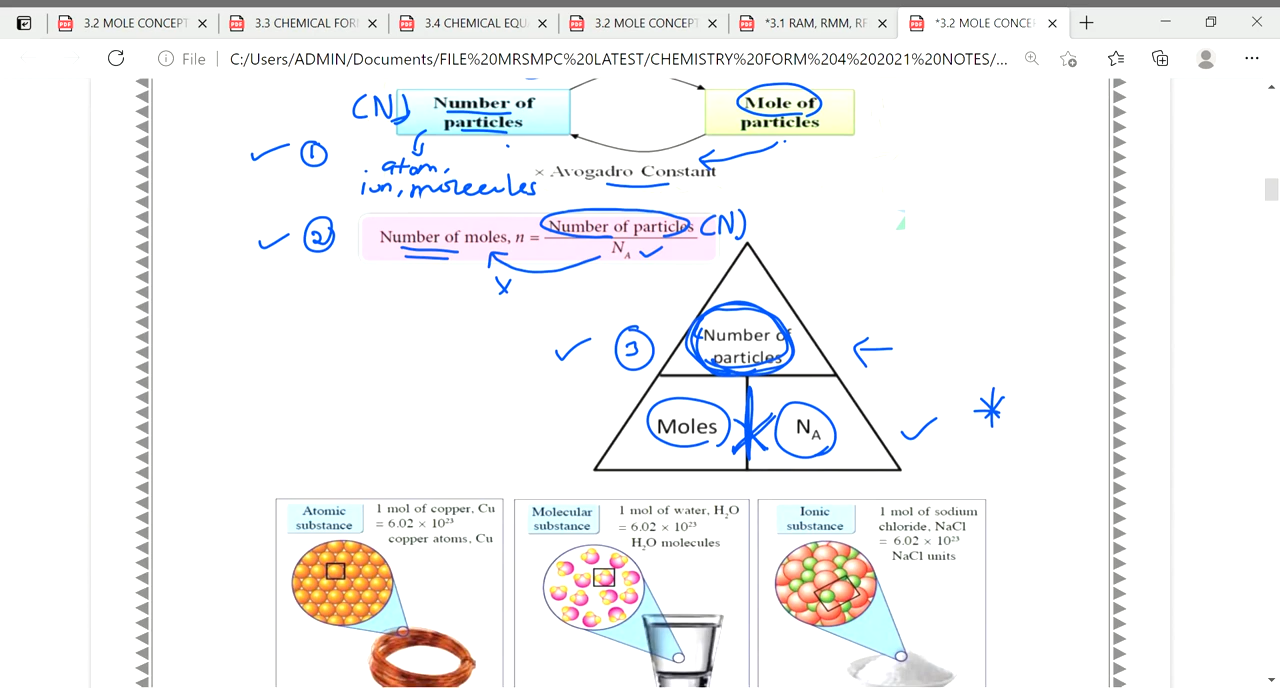 3.2 MOLE CONCEPT
3.3 CHEMICAL FOR
3.4 CHEMICAL EQU
3.2 MOLE CONCEPT
*3.1 RAM, RMM, RF
*3.2 MOLE CONCE
File
C:/Users/ADMIN/Documents/FILE%20MRSMPC%20LATEST/CHEMISTRY%20FORM%204%202021%20NOTES/...
(N)
Number of
particles
Mole of
particles
1
atom,
ion, molecules
× Avogadro Constant
2
Number of moles, n = Number of particles
N_A
(N)
x
3
Number of
particles
Moles
N_A
Atomic
substance
1 mol of copper, Cu
= 6.02 × 10²³
copper atoms, Cu
Molecular
substance
1 mol of water, H₂O
= 6.02 × 10²³
H₂O molecules
Ionic
substance
1 mol of sodium
chloride, NaCl
= 6.02 × 10²³
NaCl units